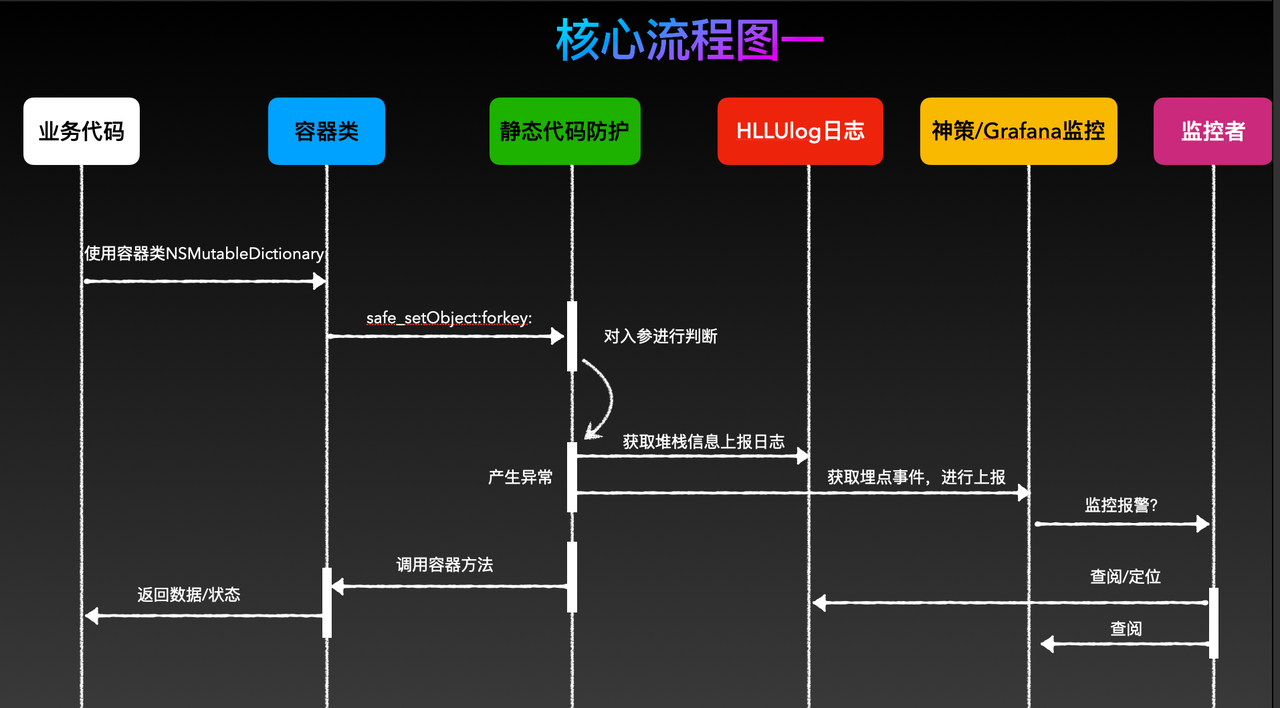 核心流程图一
业务代码
容器类
静态代码防护
HLLUlog日志
神策/Grafana监控
监控者
使用容器类NSMutableDictionary
safe_setObject:forkey:
对入参进行判断
获取堆栈信息上报日志
产生异常
获取埋点事件，进行上报
监控报警?
调用容器方法
查阅/定位
返回数据/状态
查阅